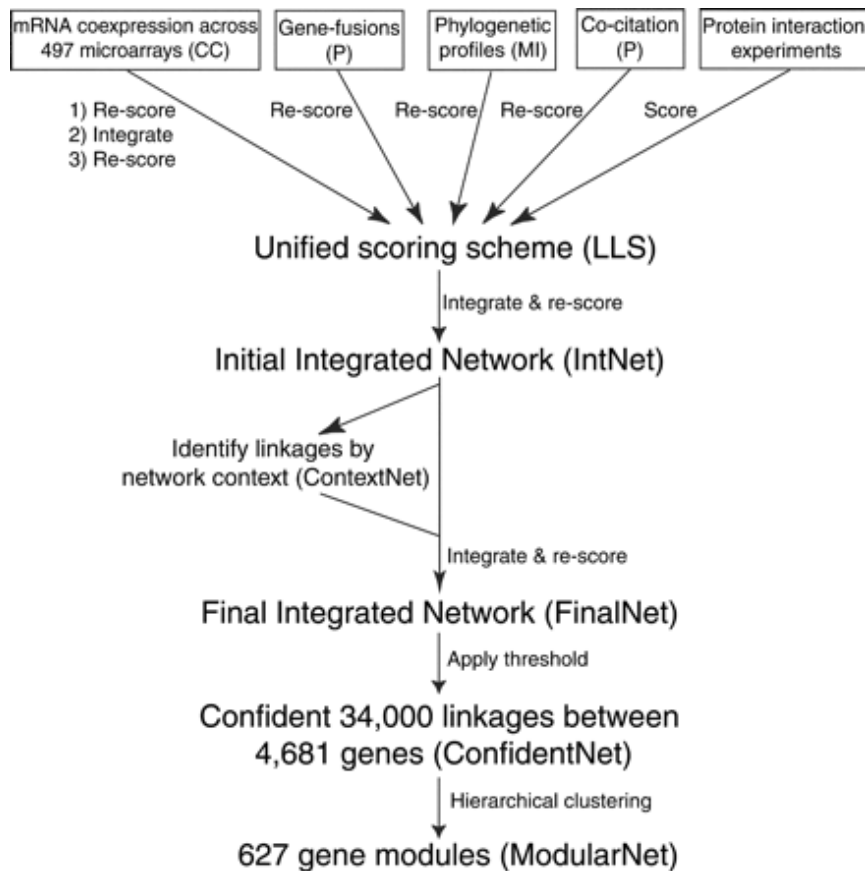 mRNA coexpression across
497 microarrays (CC)
Gene-fusions
(P)
Phylogenetic
profiles (MI)
Co-citation
(P)
Protein interaction
experiments
1) Re-score
2) Integrate
3) Re-score
Re-score
Re-score
Re-score
Score
Unified scoring scheme (LLS)
Integrate & re-score
Initial Integrated Network (IntNet)
Identify linkages by
network context (ContextNet)
Integrate & re-score
Final Integrated Network (FinalNet)
Apply threshold
Confident 34,000 linkages between
4,681 genes (ConfidentNet)
Hierarchical clustering
627 gene modules (ModularNet)